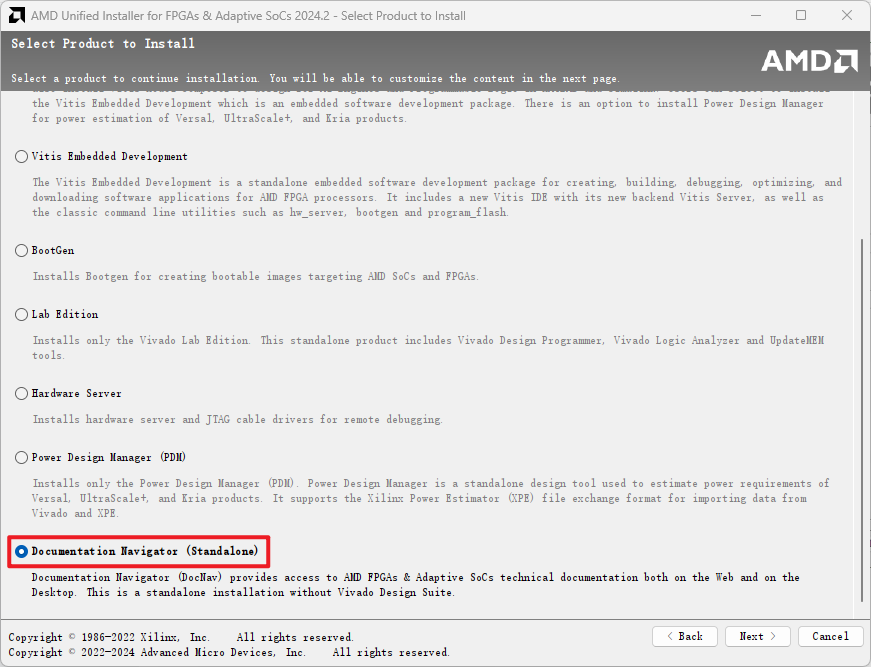 AMD Unified Installer for FPGAs & Adaptive SoCs 2024.2 - Select Product to Install
Select Product to Install
Select a product to continue installation. You will be able to customize the content in the next page.
AMD
the Vitis Embedded Development which is an embedded software development package. There is an option to install Power Design Manager
for power estimation of Versal, UltraScale+, and Kria products.
Vitis Embedded Development
The Vitis Embedded Development is a standalone embedded software development package for creating, building, debugging, optimizing, and
downloading software applications for AMD FPGA processors. It includes a new Vitis IDE with its new backend Vitis Server, as well as
the classic command line utilities such as hw_server, bootgen and program_flash.
BootGen
Installs Bootgen for creating bootable images targeting AMD SoCs and FPGAs.
Lab Edition
Installs only the Vivado Lab Edition. This standalone product includes Vivado Design Programmer, Vivado Logic Analyzer and UpdateMEM
tools.
Hardware Server
Installs hardware server and JTAG cable drivers for remote debugging.
Power Design Manager (PDM)
Installs only the Power Design Manager (PDM). Power Design Manager is a standalone design tool used to estimate power requirements of
Versal, UltraScale+, and Kria products. It supports the Xilinx Power Estimator (XPE) file exchange format for importing data from
Vivado and XPE.
Documentation Navigator (Standalone)
Documentation Navigator (DocNav) provides access to AMD FPGAs & Adaptive SoCs technical documentation both on the Web and on the
Desktop. This is a standalone installation without Vivado Design Suite.
Copyright © 1986-2022 Xilinx, Inc. All rights reserved.
Copyright © 2022-2024 Advanced Micro Devices, Inc. All rights reserved.
< Back
Next >
Cancel